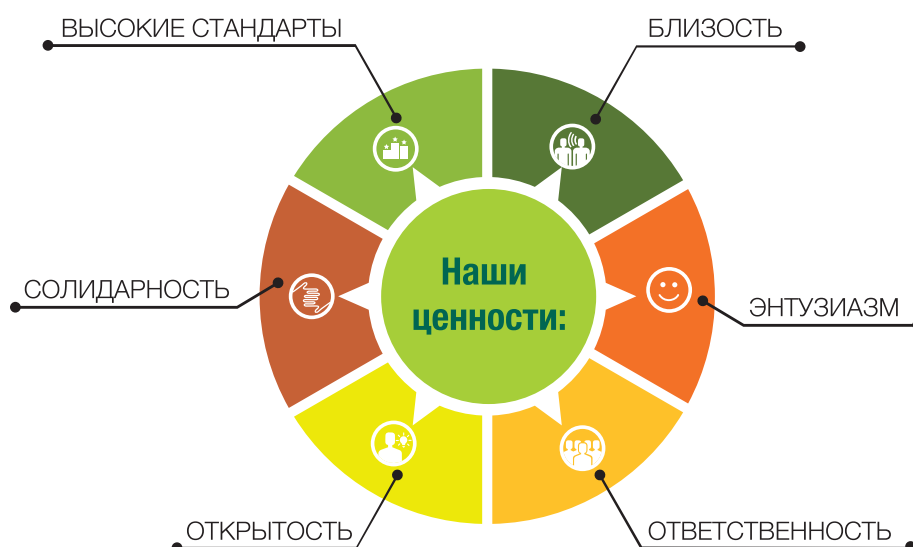 ВЫСОКИЕ СТАНДАРТЫ
БЛИЗОСТЬ
СОЛИДАРНОСТЬ
Наши
ценности:
ЭНТУЗИАЗМ
ОТКРЫТОСТЬ
ОТВЕТСТВЕННОСТЬ